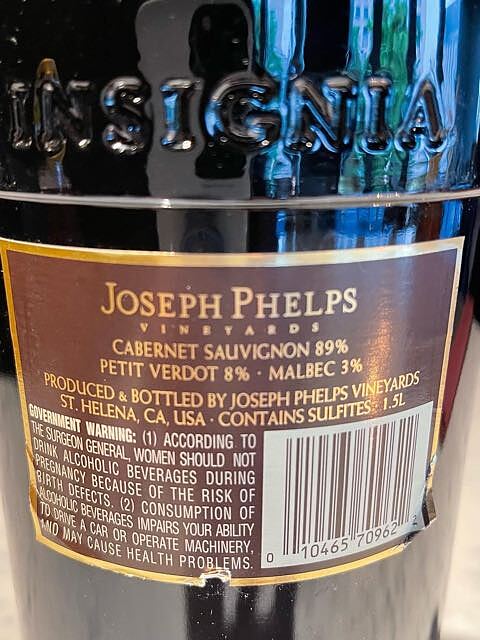 INSIGNIA
JOSEPH PHELPS
VINEYARDS
CABERNET SAUVIGNON 89%
PETIT VERDOT 8% · MALBEC 3%
PRODUCED & BOTTLED BY JOSEPH PHELPS VINEYARDS
ST. HELENA, CA, USA · CONTAINS SULFITES · 1.5L
GOVERNMENT WARNING: (1) ACCORDING TO
THE SURGEON GENERAL, WOMEN SHOULD NOT
DRINK ALCOHOLIC BEVERAGES DURING
PREGNANCY BECAUSE OF THE RISK OF
BIRTH DEFECTS. (2) CONSUMPTION OF
ALCOHOLIC BEVERAGES IMPAIRS YOUR ABILITY
TO DRIVE A CAR OR OPERATE MACHINERY,
AND MAY CAUSE HEALTH PROBLEMS.
0 10465 70962 2